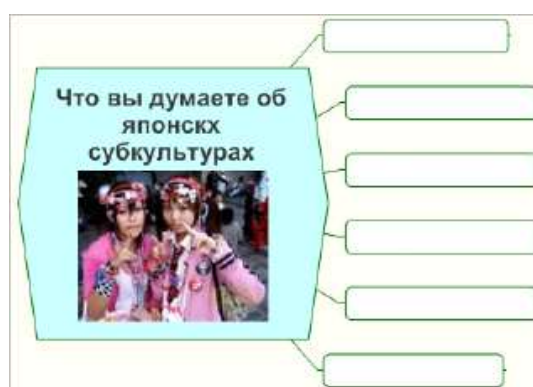 Что вы думаете об
японскх
субкультурах